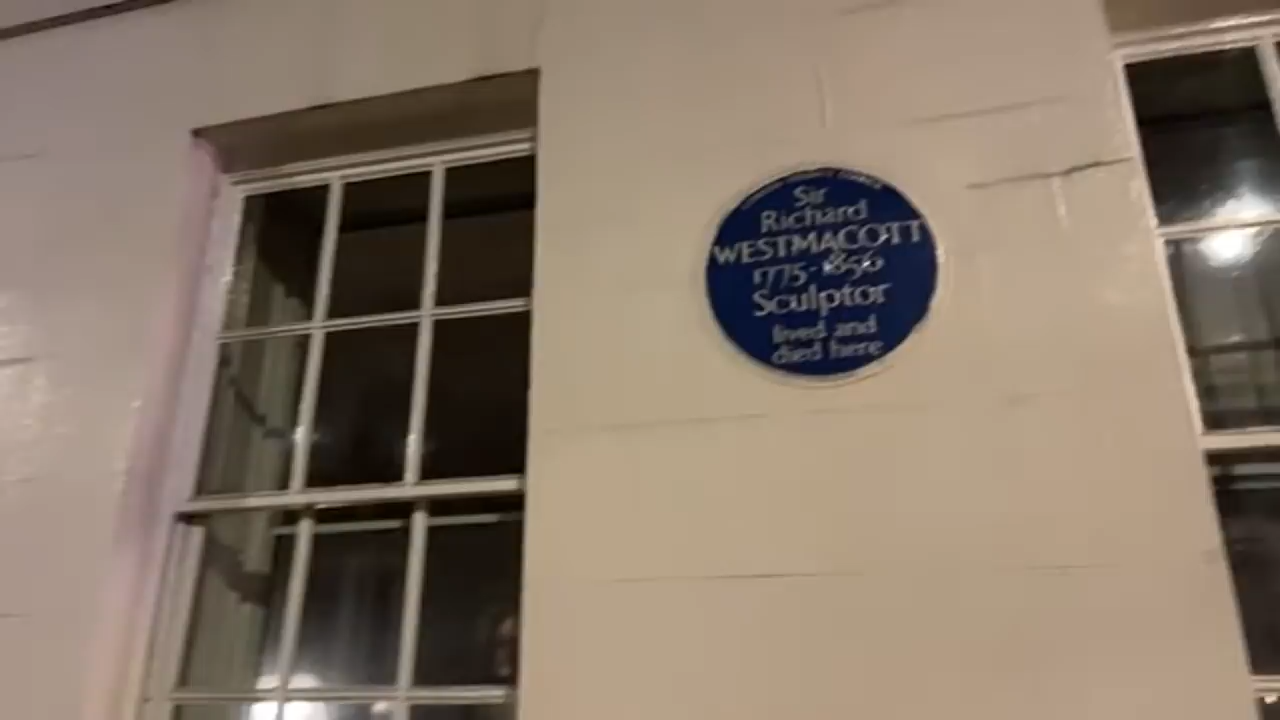 Sir
Richard
WESTMACOTT
1775-1856
Sculptor
lived and
died here